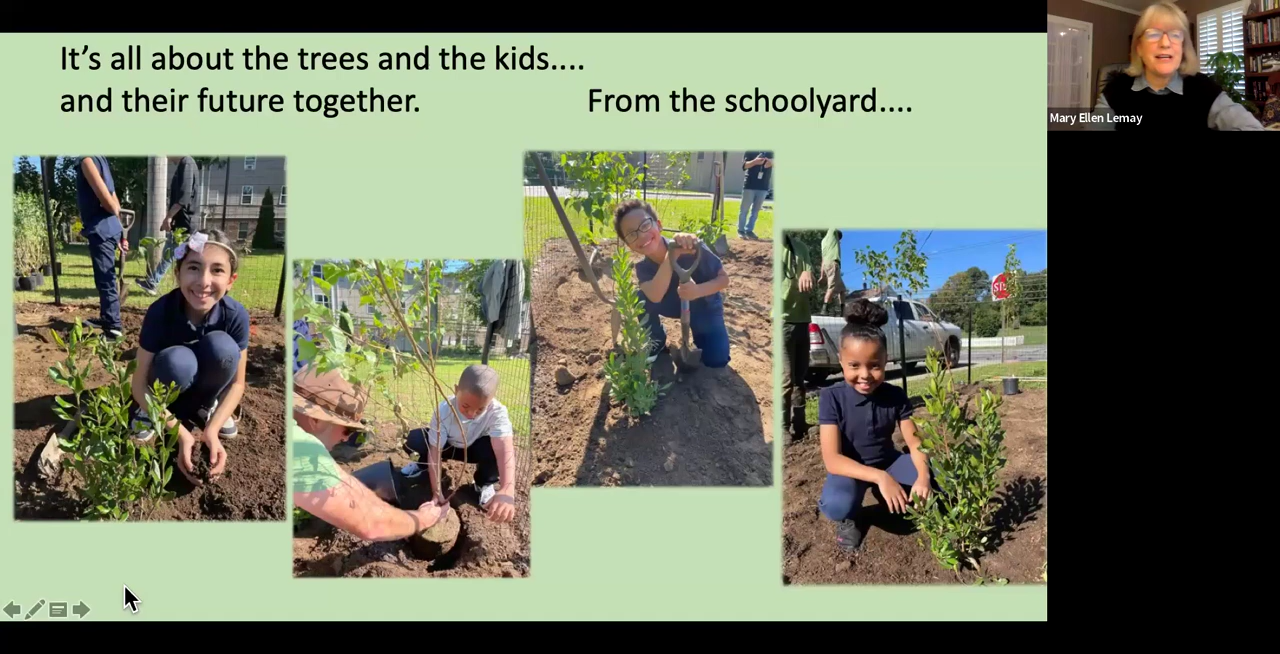 It's all about the trees and the kids....
and their future together.
From the schoolyard....
Mary Ellen Lemay